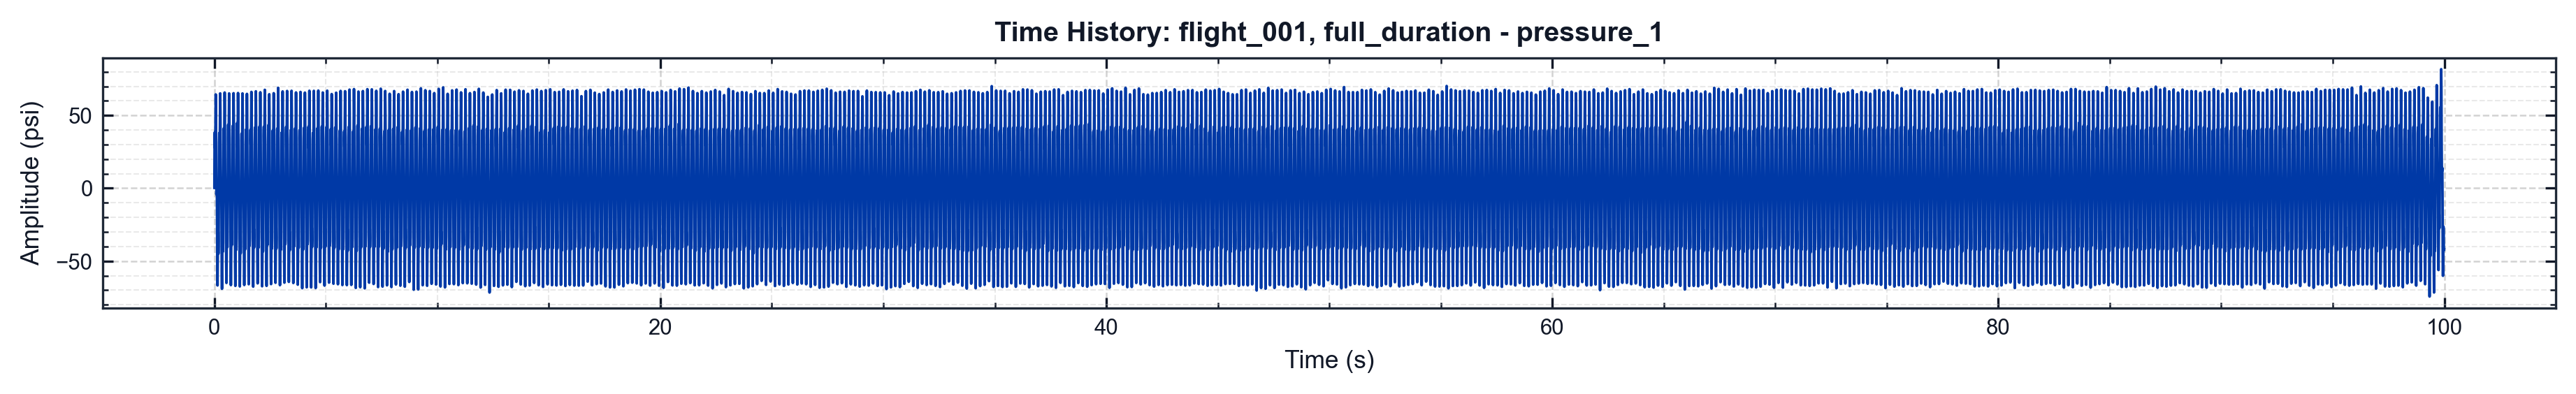 Time History: flight_001, full_duration - pressure_1
Amplitude (psi)
50
0
−50
0 20 40 60 80 100
Time (s)